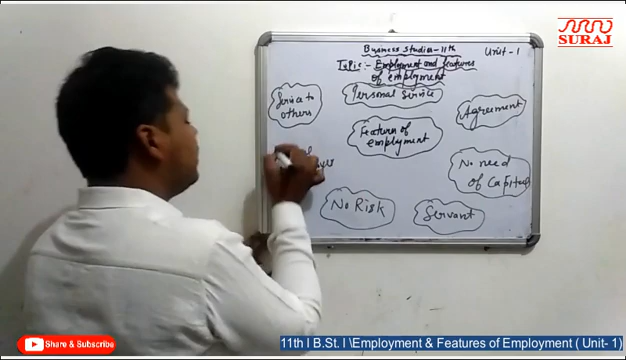 Business Studies - 11th
Unit - 1
Topic :- Employment and features
of employment
Service to
others
Personal Service
Agreement
Features of
employment
No need
of Capital
No Risk
Servant
SURAJ
Share & Subscribe
11th I B.St. I \Employment & Features of Employment ( Unit- 1)